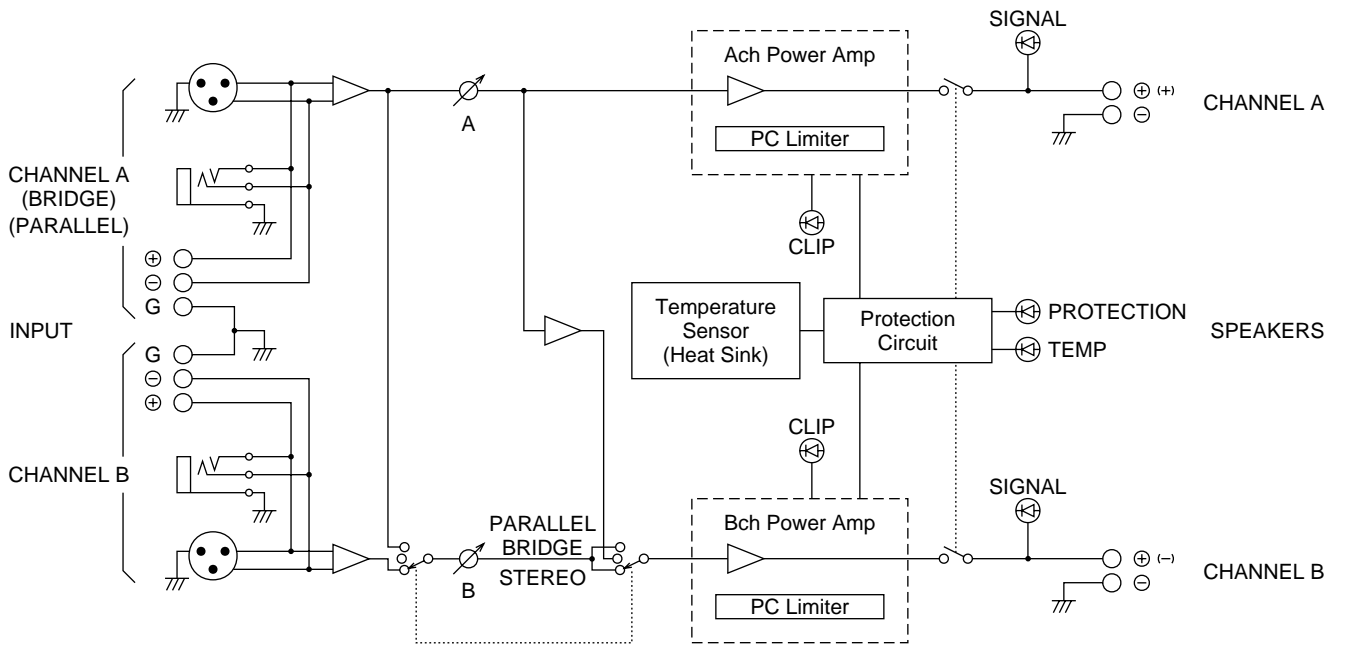 SIGNAL
Ach Power Amp
PC Limiter
A
CHANNEL A
(BRIDGE)
(PARALLEL)
⊕ (+)
⊖
CHANNEL A
CLIP
⊕
⊖
G
INPUT
G
⊖
⊕
Temperature
Sensor
(Heat Sink)
Protection
Circuit
PROTECTION
TEMP
SPEAKERS
CLIP
CHANNEL B
SIGNAL
PARALLEL
BRIDGE
STEREO
B
Bch Power Amp
PC Limiter
⊕ (−)
⊖
CHANNEL B